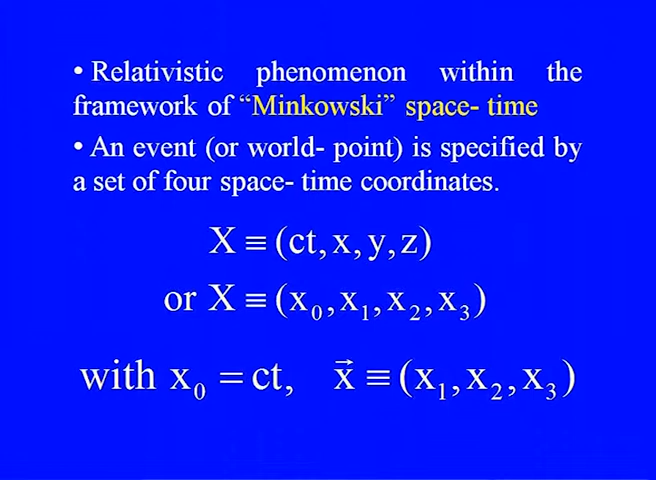 • Relativistic phenomenon within the
framework of “Minkowski” space- time
• An event (or world- point) is specified by
a set of four space- time coordinates.
X ≡ (ct, x, y, z)
or X ≡ (x₀, x₁, x₂, x₃)
with x₀ = ct, x⃗ ≡ (x₁, x₂, x₃)